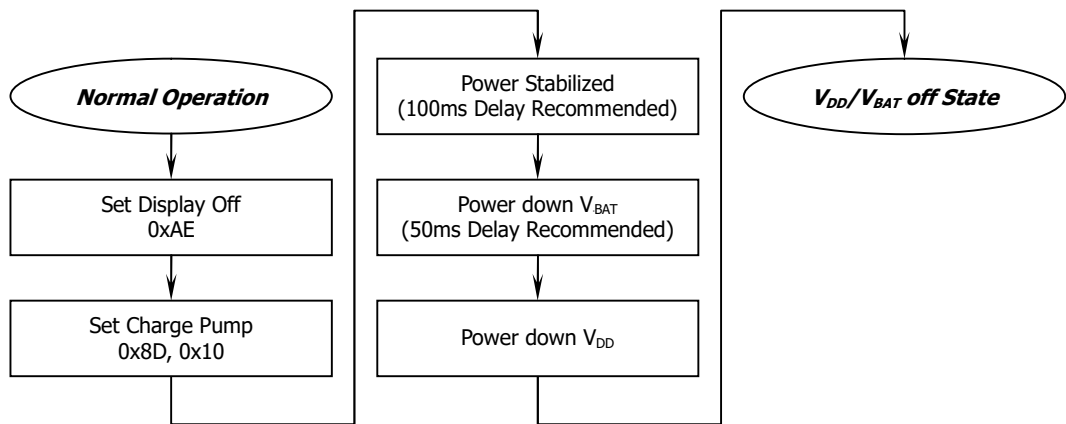 Normal Operation
Set Display Off
0xAE
Set Charge Pump
0x8D, 0x10
Power Stabilized
(100ms Delay Recommended)
Power down VBAT
(50ms Delay Recommended)
Power down VDD
VDD/VBAT off State